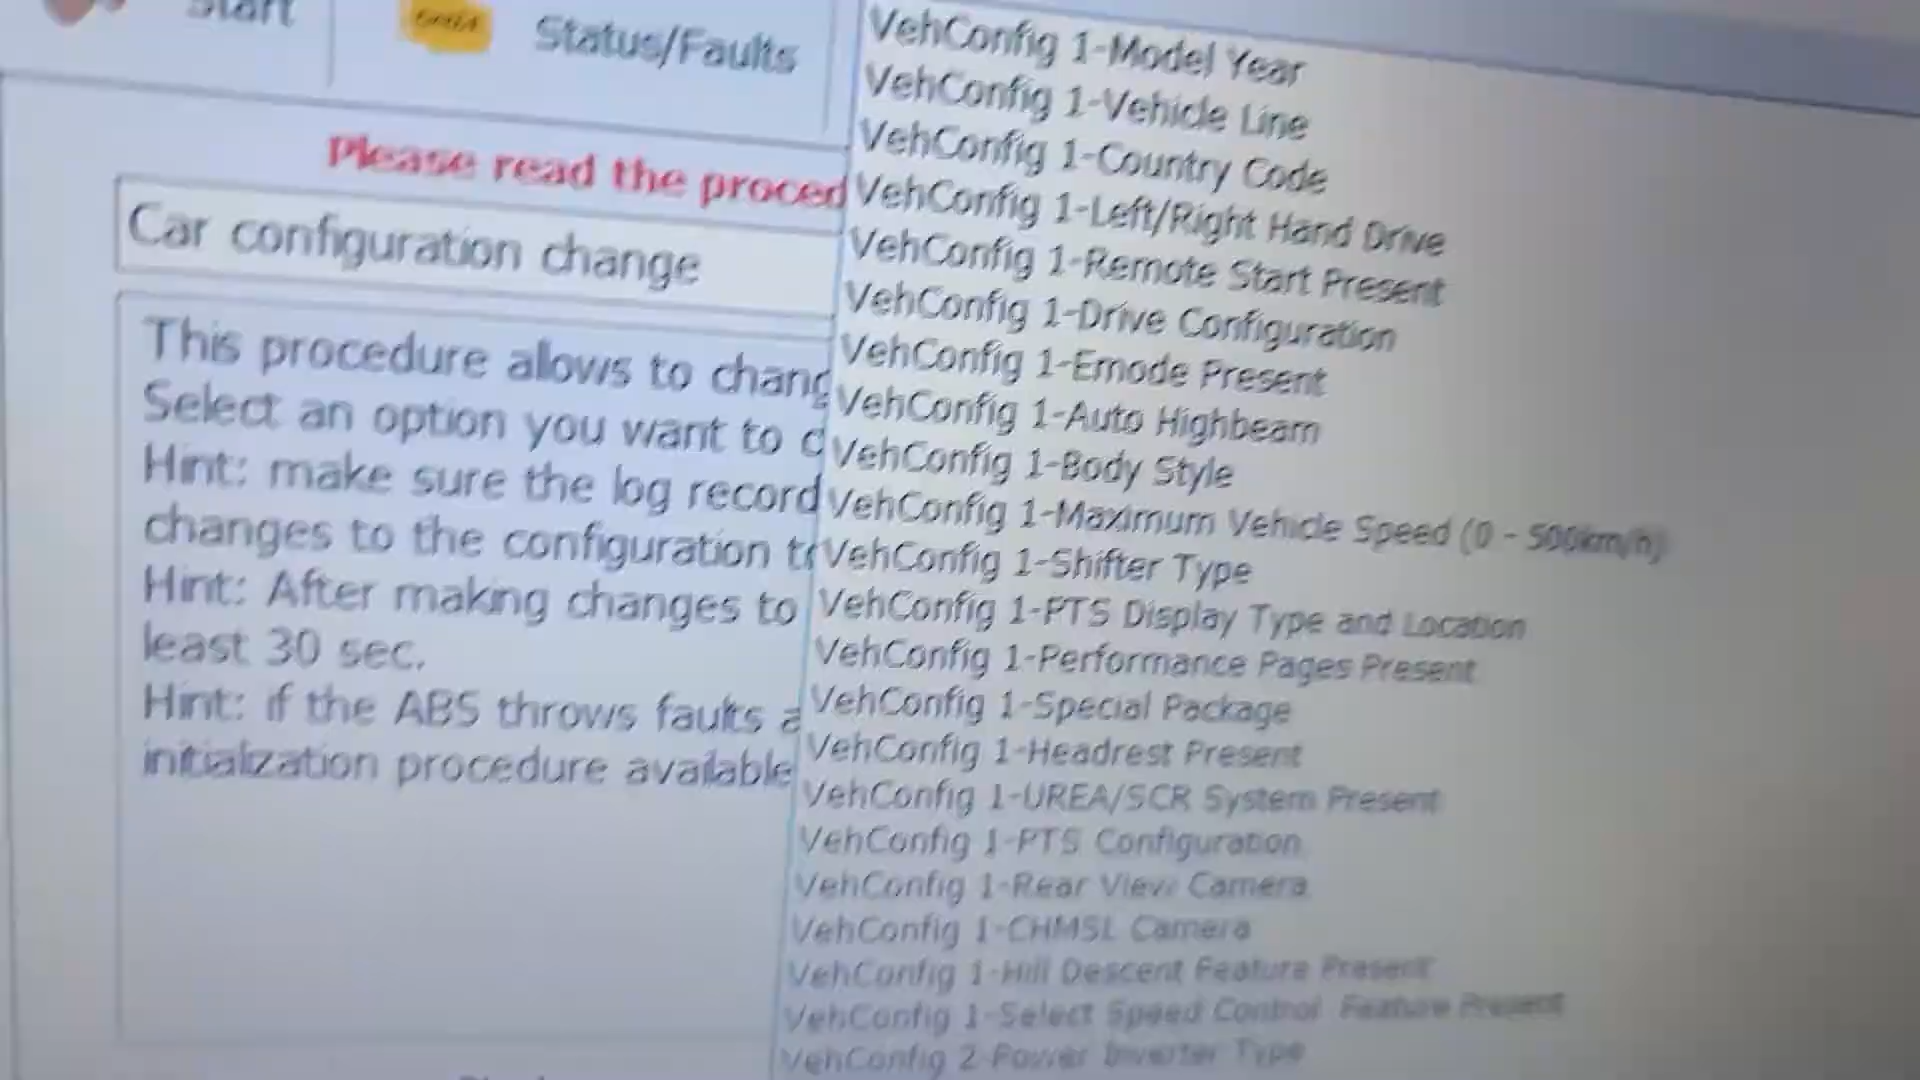 Start
Status/Faults
Please read the proced
Car configuration change
This procedure allows to chang
Select an option you want to c
Hint: make sure the log record
changes to the configuration tr
Hint: After making changes to
least 30 sec.
Hint: if the ABS throws faults a
initialization procedure available
VehConfig 1-Model Year
VehConfig 1-Vehicle Line
VehConfig 1-Country Code
VehConfig 1-Left/Right Hand Drive
VehConfig 1-Remote Start Present
VehConfig 1-Drive Configuration
VehConfig 1-Emode Present
VehConfig 1-Auto Highbeam
VehConfig 1-Body Style
VehConfig 1-Maximum Vehicle Speed (0 - 500km/h)
VehConfig 1-Shifter Type
VehConfig 1-PTS Display Type and Location
VehConfig 1-Performance Pages Present
VehConfig 1-Special Package
VehConfig 1-Headrest Present
VehConfig 1-UREA/SCR System Present
VehConfig 1-PTS Configuration
VehConfig 1-Rear View Camera
VehConfig 1-CHMSL Camera
VehConfig 1-Hill Descent Feature Present
VehConfig 1-Select Speed Control Feature Present
VehConfig 2-Power Inverter Type